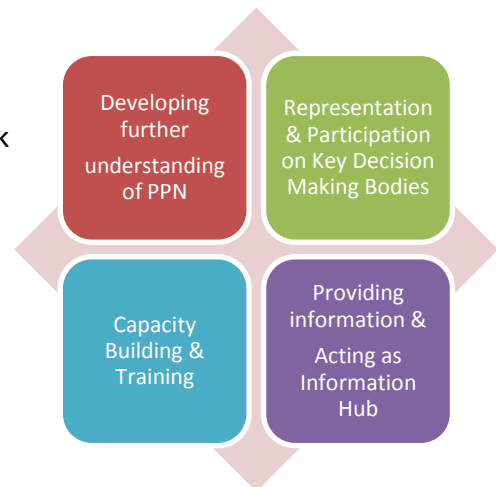 k
Developing
further
understanding
of PPN
Representation
& Participation
on Key Decision
Making Bodies
Capacity
Building &
Training
Providing
information &
Acting as
Information
Hub